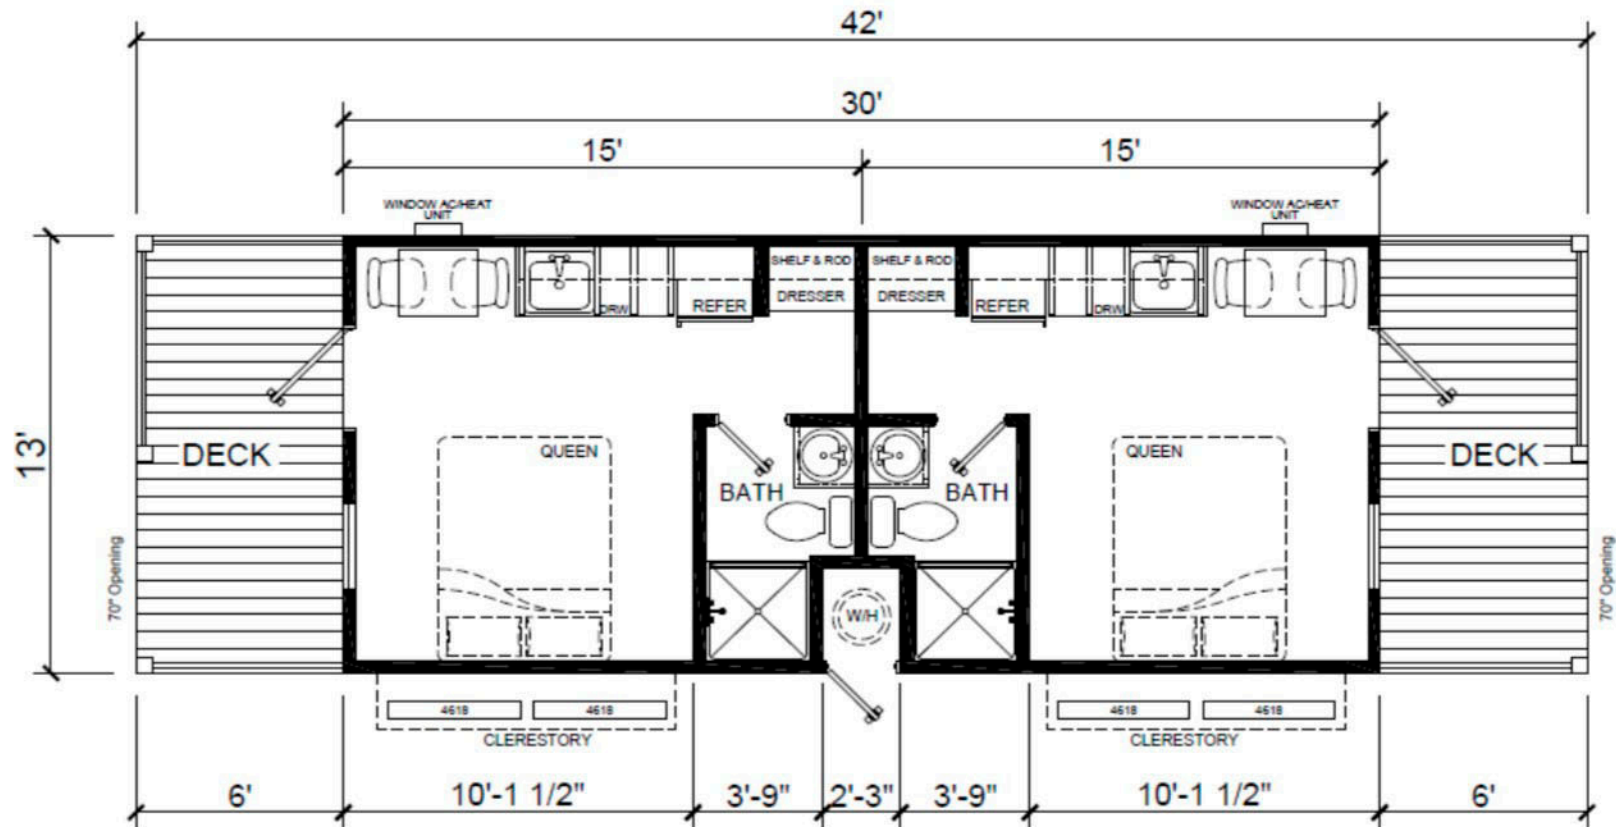 42'
30'
15' 15'
WINDOW AC/HEAT
UNIT
WINDOW AC/HEAT
UNIT
SHELF & ROD SHELF & ROD
DRESSER DRESSER
DRW REFER REFER DRW
13'
DECK QUEEN QUEEN DECK
BATH BATH
70" Opening 70" Opening
W/H
4618 4618 4618 4618
CLERESTORY CLERESTORY
6' 10'-1 1/2" 3'-9" 2'-3" 3'-9" 10'-1 1/2" 6'